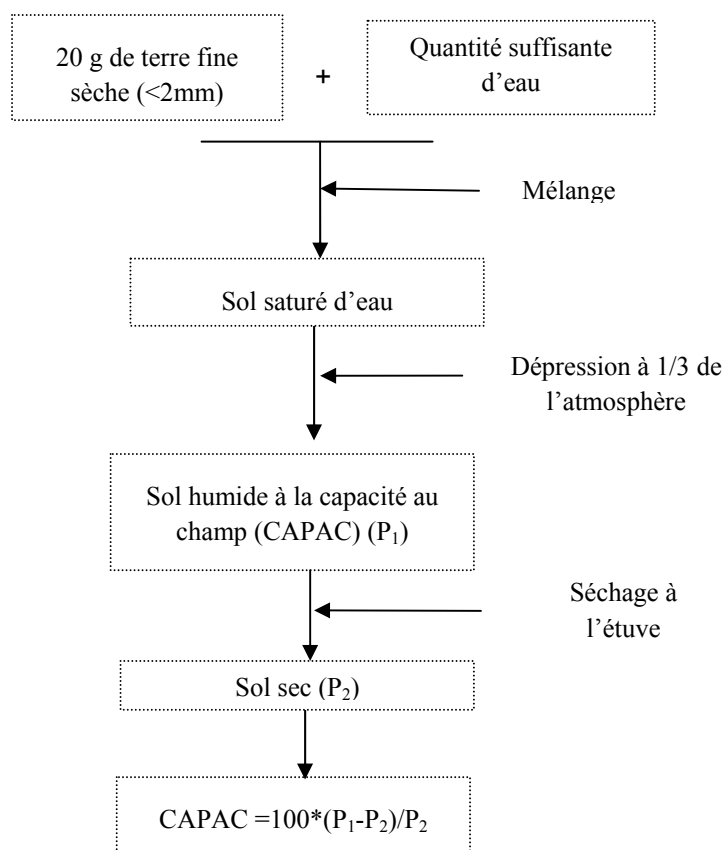 20 g de terre fine
sèche (<2mm)
+
Quantité suffisante
d’eau
Mélange
Sol saturé d’eau
Dépression à 1/3 de
l’atmosphère
Sol humide à la capacité au
champ (CAPAC) (P₁)
Séchage à
l’étuve
Sol sec (P₂)
CAPAC =100*(P₁-P₂)/P₂